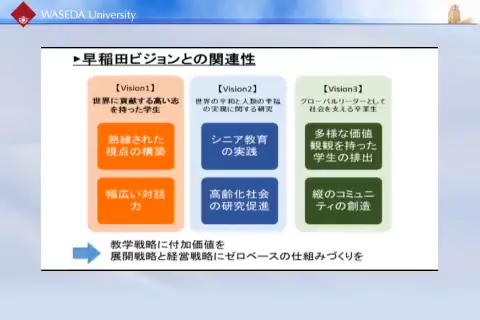 WASEDA University
▶早稲田ビジョンとの関連性
【Vision1】
世界に貢献する高い志
を持った学生
熟練された
視点の構築
幅広い対話
力
【Vision2】
世界の平和と人類の幸福
の実現に関する研究
シニア教育
の実践
高齢化社会
の研究促進
【Vision3】
グローバルリーダーとして
社会を支える卒業生
多様な価値
観観を持った
学生の排出
縦のコミュニ
ティの創造
教学戦略に付加価値を
展開戦略と経営戦略にゼロベースの仕組みづくりを